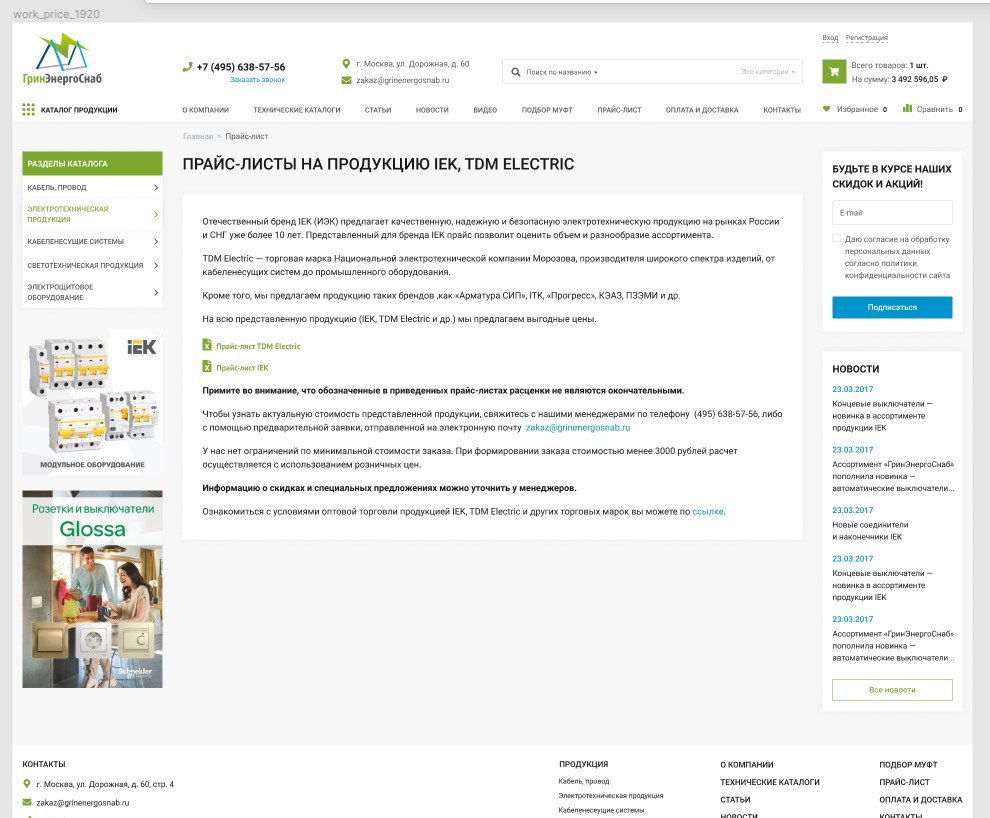 work_price_1920
ГринЭнергоСнаб
+7 (495) 638-57-56
Заказать звонок
г. Москва, ул. Дорожная, д. 60
zakaz@grinenergosnab.ru
Поиск по названию
Все категории
Вход Регистрация
Всего товаров: 1 шт.
На сумму: 3 492 596,05 ₽
КАТАЛОГ ПРОДУКЦИИ
О КОМПАНИИ ТЕХНИЧЕСКИЕ КАТАЛОГИ СТАТЬИ НОВОСТИ ВИДЕО ПОДБОР МУФТ ПРАЙС-ЛИСТ ОПЛАТА И ДОСТАВКА КОНТАКТЫ
Избранное 0 Сравнить 0
Главная > Прайс-лист
РАЗДЕЛЫ КАТАЛОГА
КАБЕЛЬ, ПРОВОД
ЭЛЕКТРОТЕХНИЧЕСКАЯ
ПРОДУКЦИЯ
КАБЕЛЕНЕСУЩИЕ СИСТЕМЫ
СВЕТОТЕХНИЧЕСКАЯ ПРОДУКЦИЯ
ЭЛЕКТРОЩИТОВОЕ
ОБОРУДОВАНИЕ
IEK
МОДУЛЬНОЕ ОБОРУДОВАНИЕ
Розетки и выключатели
Glossa
Schneider
Electric
ПРАЙС-ЛИСТЫ НА ПРОДУКЦИЮ IEK, TDM ELECTRIC
Отечественный бренд IEK (ИЭК) предлагает качественную, надежную и безопасную электротехническую продукцию на рынках России
и СНГ уже более 10 лет. Представленный для бренда IEK прайс позволит оценить объем и разнообразие ассортимента.
TDM Electric — торговая марка Национальной электротехнической компании Морозова, производителя широкого спектра изделий, от
кабеленесущих систем до промышленного оборудования.
Кроме того, мы предлагаем продукцию таких брендов ,как «Арматура СИП», ITK, «Прогресс», КЭАЗ, ПЗЭМИ и др.
На всю представленную продукцию (IEK, TDM Electric и др.) мы предлагаем выгодные цены.
Прайс-лист TDM Electric
Прайс-лист IEK
Примите во внимание, что обозначенные в приведенных прайс-листах расценки не являются окончательными.
Чтобы узнать актуальную стоимость представленной продукции, свяжитесь с нашими менеджерами по телефону (495) 638-57-56, либо
с помощью предварительной заявки, отправленной на электронную почту zakaz@grinenergosnab.ru
У нас нет ограничений по минимальной стоимости заказа. При формировании заказа стоимостью менее 3000 рублей расчет
осуществляется с использованием розничных цен.
Информацию о скидках и специальных предложениях можно уточнить у менеджеров.
Ознакомиться с условиями оптовой торговли продукцией IEK, TDM Electric и других торговых марок вы можете по ссылке.
БУДЬТЕ В КУРСЕ НАШИХ
СКИДОК И АКЦИЙ!
E-mail
Даю согласие на обработку
персональных данных
согласно политики
конфиденциальности сайта
Подписаться
НОВОСТИ
23.03.2017
Концевые выключатели —
новинка в ассортименте
продукции IEK
23.03.2017
Ассортимент «ГринЭнергоСнаб»
пополнила новинка —
автоматические выключатели...
23.03.2017
Новые соединители
и наконечники IEK
23.03.2017
Концевые выключатели —
новинка в ассортименте
продукции IEK
23.03.2017
Ассортимент «ГринЭнергоСнаб»
пополнила новинка —
автоматические выключатели...
Все новости
КОНТАКТЫ
г. Москва, ул. Дорожная, д. 60, стр. 4
zakaz@grinenergosnab.ru
ПРОДУКЦИЯ
Кабель, провод
Электротехническая продукция
Кабеленесеущие системы
О КОМПАНИИ
ТЕХНИЧЕСКИЕ КАТАЛОГИ
СТАТЬИ
НОВОСТИ
ПОДБОР МУФТ
ПРАЙС-ЛИСТ
ОПЛАТА И ДОСТАВКА
КОНТАКТЫ